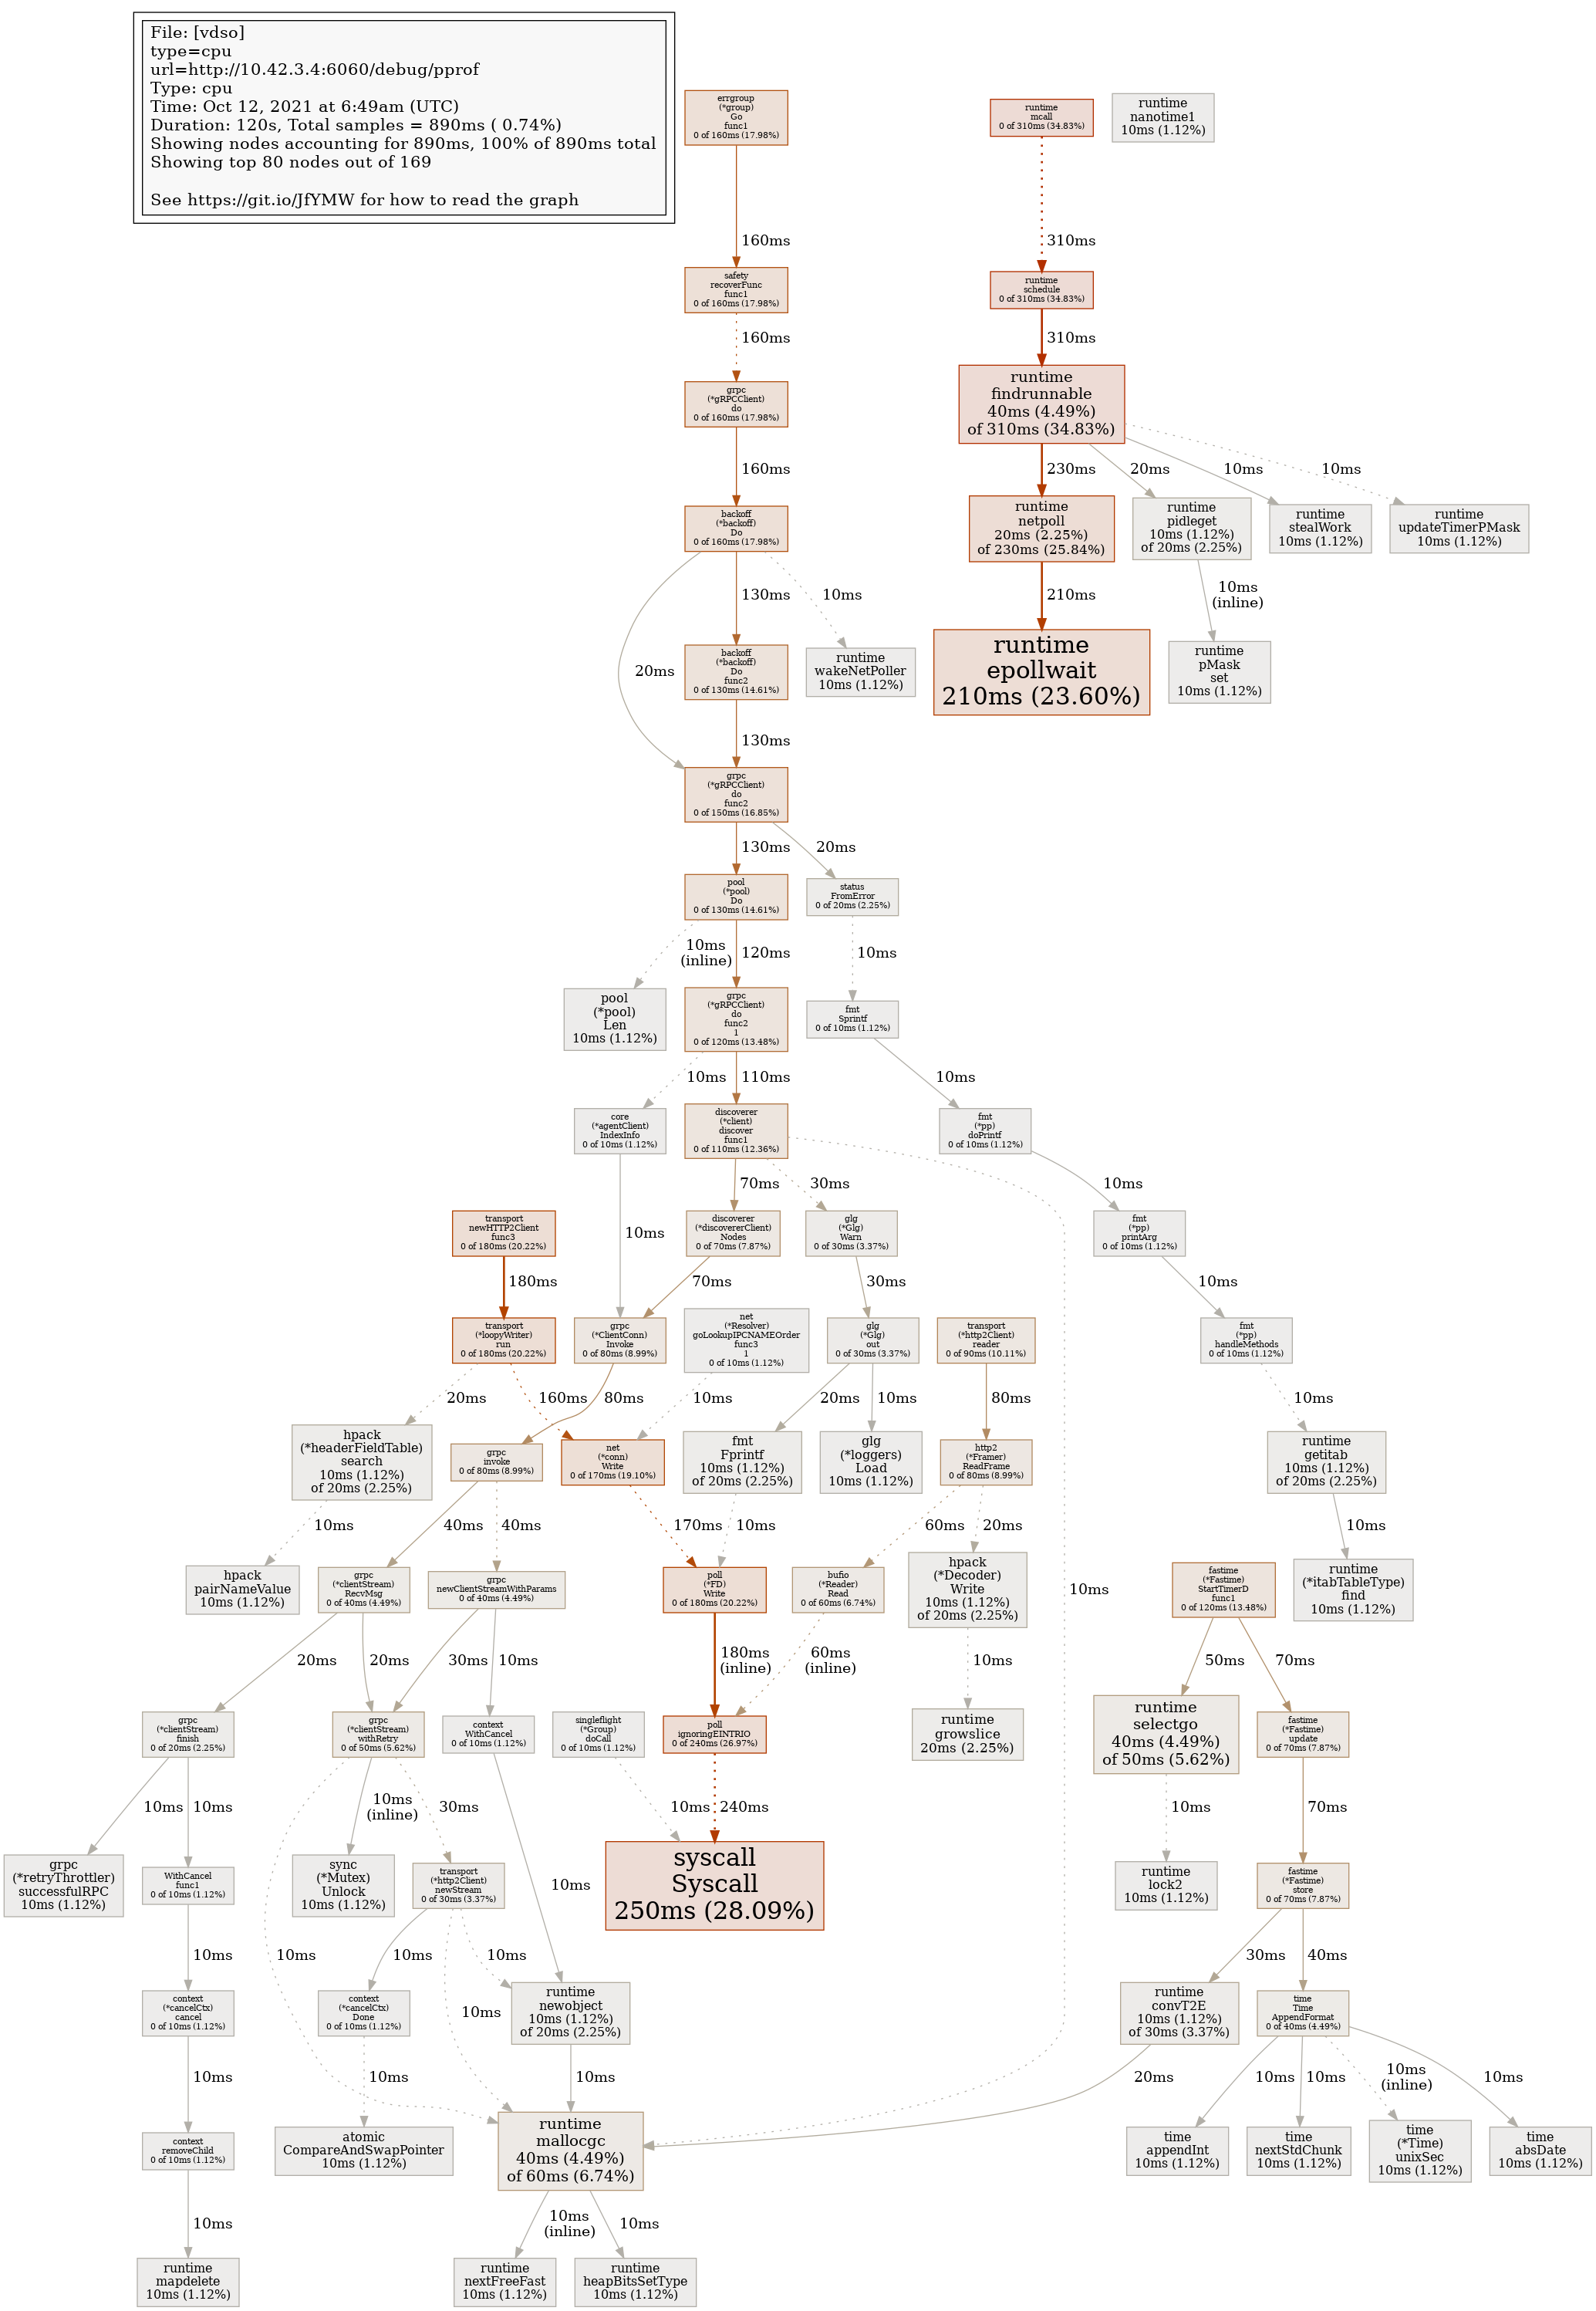 File: [vdso]
type=cpu
url=http://10.42.3.4:6060/debug/pprof
Type: cpu
Time: Oct 12, 2021 at 6:49am (UTC)
Duration: 120s, Total samples = 890ms ( 0.74%)
Showing nodes accounting for 890ms, 100% of 890ms total
Showing top 80 nodes out of 169
See https://git.io/JfYMW for how to read the graph
errgroup
(*group)
Go
func1
0 of 160ms (17.98%)
runtime
mcall
0 of 310ms (34.83%)
runtime
nanotime1
10ms (1.12%)
160ms
310ms
safety
recoverFunc
func1
0 of 160ms (17.98%)
runtime
schedule
0 of 310ms (34.83%)
160ms
310ms
grpc
(*gRPCClient)
do
0 of 160ms (17.98%)
runtime
findrunnable
40ms (4.49%)
of 310ms (34.83%)
160ms
230ms
20ms
10ms
10ms
backoff
(*backoff)
Do
0 of 160ms (17.98%)
runtime
netpoll
20ms (2.25%)
of 230ms (25.84%)
runtime
pidleget
10ms (1.12%)
of 20ms (2.25%)
runtime
stealWork
10ms (1.12%)
runtime
updateTimerPMask
10ms (1.12%)
20ms
130ms
10ms
210ms
10ms
(inline)
backoff
(*backoff)
Do
func2
0 of 130ms (14.61%)
runtime
wakeNetPoller
10ms (1.12%)
runtime
epollwait
210ms (23.60%)
runtime
pMask
set
10ms (1.12%)
130ms
grpc
(*gRPCClient)
do
func2
0 of 150ms (16.85%)
130ms
20ms
pool
(*pool)
Do
0 of 130ms (14.61%)
status
FromError
0 of 20ms (2.25%)
10ms
(inline)
120ms
10ms
pool
(*pool)
Len
10ms (1.12%)
grpc
(*gRPCClient)
do
func2
1
0 of 120ms (13.48%)
fmt
Sprintf
0 of 10ms (1.12%)
10ms
110ms
10ms
core
(*agentClient)
IndexInfo
0 of 10ms (1.12%)
discoverer
(*client)
discover
func1
0 of 110ms (12.36%)
fmt
(*pp)
doPrintf
0 of 10ms (1.12%)
10ms
70ms
30ms
10ms
10ms
transport
newHTTP2Client
func3
0 of 180ms (20.22%)
discoverer
(*discovererClient)
Nodes
0 of 70ms (7.87%)
glg
(*Glg)
Warn
0 of 30ms (3.37%)
fmt
(*pp)
printArg
0 of 10ms (1.12%)
180ms
70ms
30ms
10ms
transport
(*loopyWriter)
run
0 of 180ms (20.22%)
grpc
(*ClientConn)
Invoke
0 of 80ms (8.99%)
net
(*Resolver)
goLookupIPCNAMEOrder
func3
1
0 of 10ms (1.12%)
glg
(*Glg)
out
0 of 30ms (3.37%)
transport
(*http2Client)
reader
0 of 90ms (10.11%)
fmt
(*pp)
handleMethods
0 of 10ms (1.12%)
20ms
160ms
80ms
10ms
20ms
10ms
80ms
10ms
hpack
(*headerFieldTable)
search
10ms (1.12%)
of 20ms (2.25%)
grpc
invoke
0 of 80ms (8.99%)
net
(*conn)
Write
0 of 170ms (19.10%)
fmt
Fprintf
10ms (1.12%)
of 20ms (2.25%)
glg
(*loggers)
Load
10ms (1.12%)
http2
(*Framer)
ReadFrame
0 of 80ms (8.99%)
runtime
getitab
10ms (1.12%)
of 20ms (2.25%)
10ms
40ms
40ms
170ms
10ms
60ms
20ms
10ms
hpack
pairNameValue
10ms (1.12%)
grpc
(*clientStream)
RecvMsg
0 of 40ms (4.49%)
grpc
newClientStreamWithParams
0 of 40ms (4.49%)
poll
(*FD)
Write
0 of 180ms (20.22%)
bufio
(*Reader)
Read
0 of 60ms (6.74%)
hpack
(*Decoder)
Write
10ms (1.12%)
of 20ms (2.25%)
fastime
(*Fastime)
StartTimerD
func1
0 of 120ms (13.48%)
runtime
(*itabTableType)
find
10ms (1.12%)
20ms
20ms
30ms
10ms
180ms
(inline)
60ms
(inline)
10ms
50ms
70ms
grpc
(*clientStream)
finish
0 of 20ms (2.25%)
grpc
(*clientStream)
withRetry
0 of 50ms (5.62%)
context
WithCancel
0 of 10ms (1.12%)
singleflight
(*Group)
doCall
0 of 10ms (1.12%)
poll
ignoringEINTRIO
0 of 240ms (26.97%)
runtime
growslice
20ms (2.25%)
runtime
selectgo
40ms (4.49%)
of 50ms (5.62%)
fastime
(*Fastime)
update
0 of 70ms (7.87%)
10ms
10ms
10ms
(inline)
30ms
10ms
240ms
10ms
70ms
grpc
(*retryThrottler)
successfulRPC
10ms (1.12%)
WithCancel
func1
0 of 10ms (1.12%)
sync
(*Mutex)
Unlock
10ms (1.12%)
transport
(*http2Client)
newStream
0 of 30ms (3.37%)
10ms
syscall
Syscall
250ms (28.09%)
runtime
lock2
10ms (1.12%)
fastime
(*Fastime)
store
0 of 70ms (7.87%)
10ms
10ms
10ms
10ms
10ms
30ms
40ms
context
(*cancelCtx)
cancel
0 of 10ms (1.12%)
context
(*cancelCtx)
Done
0 of 10ms (1.12%)
runtime
newobject
10ms (1.12%)
of 20ms (2.25%)
runtime
convT2E
10ms (1.12%)
of 30ms (3.37%)
time
Time
AppendFormat
0 of 40ms (4.49%)
10ms
10ms
10ms
20ms
10ms
10ms
10ms
(inline)
10ms
context
removeChild
0 of 10ms (1.12%)
atomic
CompareAndSwapPointer
10ms (1.12%)
runtime
mallocgc
40ms (4.49%)
of 60ms (6.74%)
time
appendInt
10ms (1.12%)
time
nextStdChunk
10ms (1.12%)
time
(*Time)
unixSec
10ms (1.12%)
time
absDate
10ms (1.12%)
10ms
10ms
(inline)
10ms
runtime
mapdelete
10ms (1.12%)
runtime
nextFreeFast
10ms (1.12%)
runtime
heapBitsSetType
10ms (1.12%)